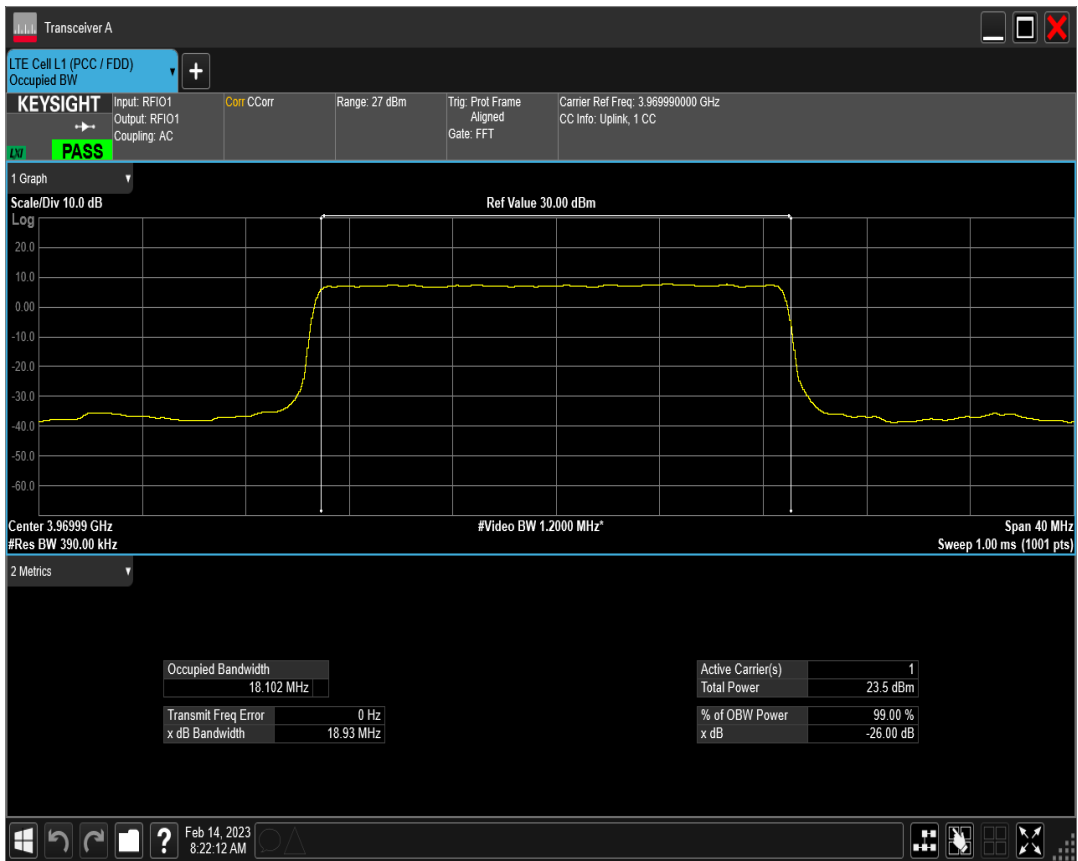 Transceiver A
LTE Cell L1 (PCC / FDD)
Occupied BW
+
KEYSIGHT
LXI
PASS
Input: RFIO1
Output: RFIO1
Coupling: AC
Corr CCorr
Range: 27 dBm
Trig: Prot Frame
Aligned
Gate: FFT
Carrier Ref Freq: 3.969990000 GHz
CC Info: Uplink, 1 CC
1 Graph
Scale/Div 10.0 dB
Ref Value 30.00 dBm
Log
20.0
10.0
0.00
-10.0
-20.0
-30.0
-40.0
-50.0
-60.0
Center 3.96999 GHz
#Video BW 1.2000 MHz*
Span 40 MHz
#Res BW 390.00 kHz
Sweep 1.00 ms (1001 pts)
2 Metrics
Occupied Bandwidth
18.102 MHz
Transmit Freq Error 0 Hz
x dB Bandwidth 18.93 MHz
Active Carrier(s) 1
Total Power 23.5 dBm
% of OBW Power 99.00 %
x dB -26.00 dB
?
Feb 14, 2023
8:22:12 AM